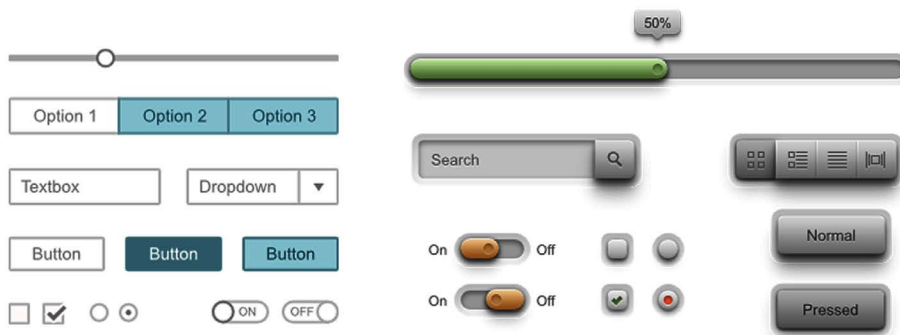 50%
Option 1 Option 2 Option 3
Search
Textbox Dropdown
Button Button Button
Normal
On Off
ON OFF
On Off
Pressed